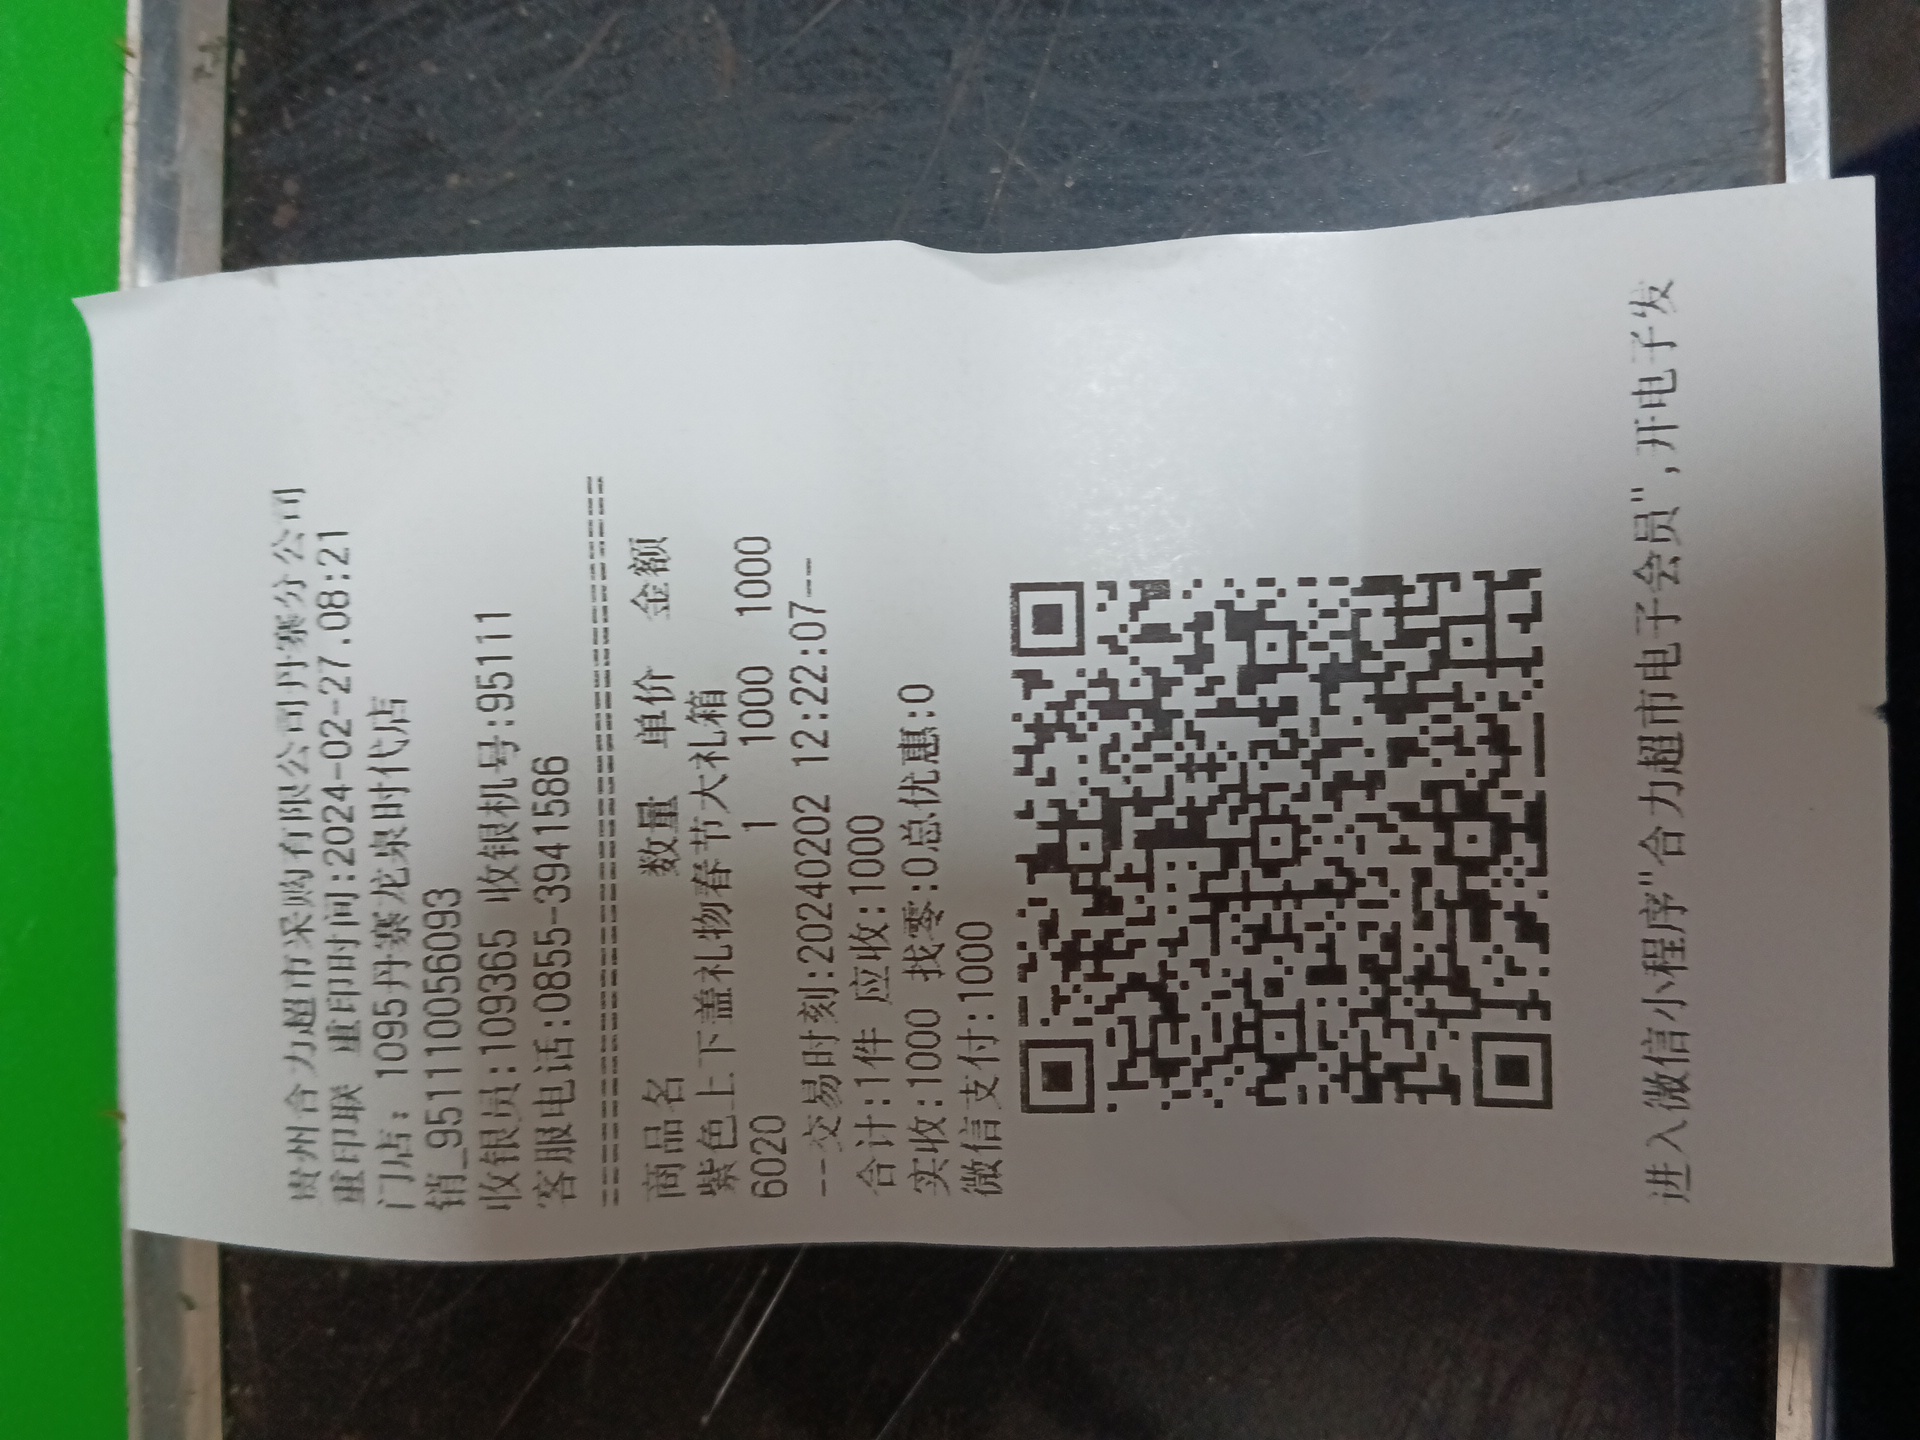 贵州合力超市采购有限公司丹寨分公司
重印联 重印时间:2024-02-27.08:21
门店: 1095丹寨龙泉时代店
销_951110056093
收银员:109365 收银机号:95111
客服电话:0855-3941586
================================
商品名 数量 单价 金额
紫色上下盖礼物春节大礼箱
6020 1 1000 1000
--交易时刻:20240202 12:22:07--
合计:1件 应收:1000
实收:1000 找零:0总优惠:0
微信支付:1000
进入微信小程序"合力超市电子会员",开电子发